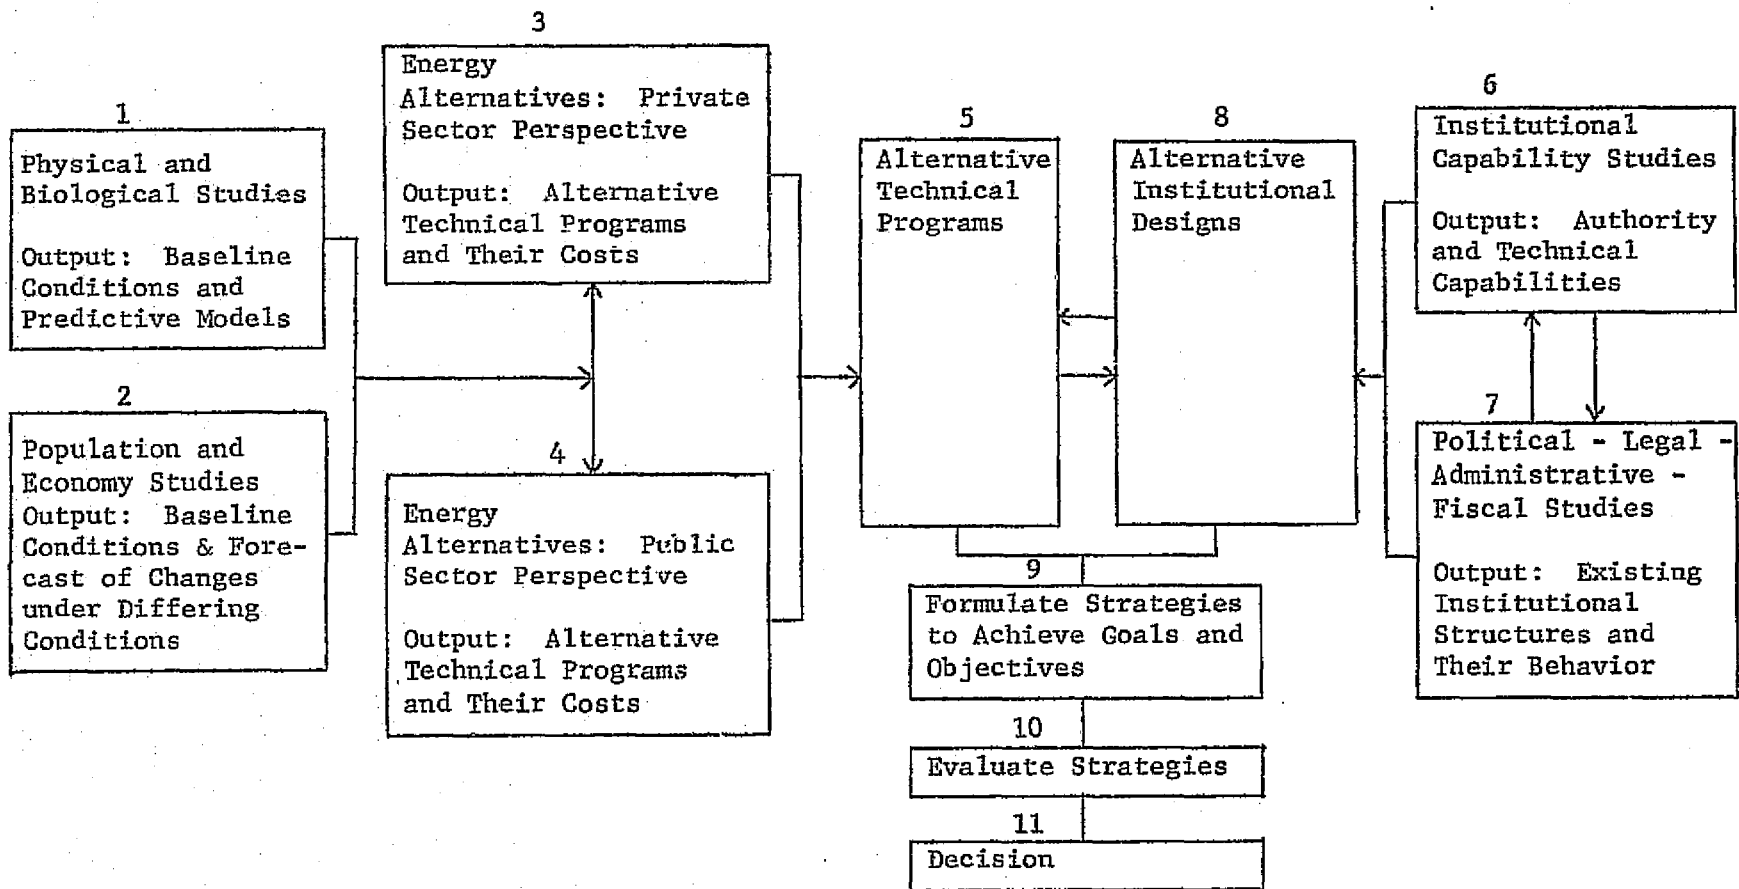 1
Physical and
Biological Studies
Output: Baseline
Conditions and
Predictive Models
2
Population and
Economy Studies
Output: Baseline
Conditions & Fore-
cast of Changes
under Differing
Conditions
3
Energy
Alternatives: Private
Sector Perspective
Output: Alternative
Technical Programs
and Their Costs
4
Energy
Alternatives: Public
Sector Perspective
Output: Alternative
Technical Programs
and Their Costs
5
Alternative
Technical
Programs
8
Alternative
Institutional
Designs
6
Institutional
Capability Studies
Output: Authority
and Technical
Capabilities
7
Political - Legal -
Administrative -
Fiscal Studies
Output: Existing
Institutional
Structures and
Their Behavior
9
Formulate Strategies
to Achieve Goals and
Objectives
10
Evaluate Strategies
11
Decision